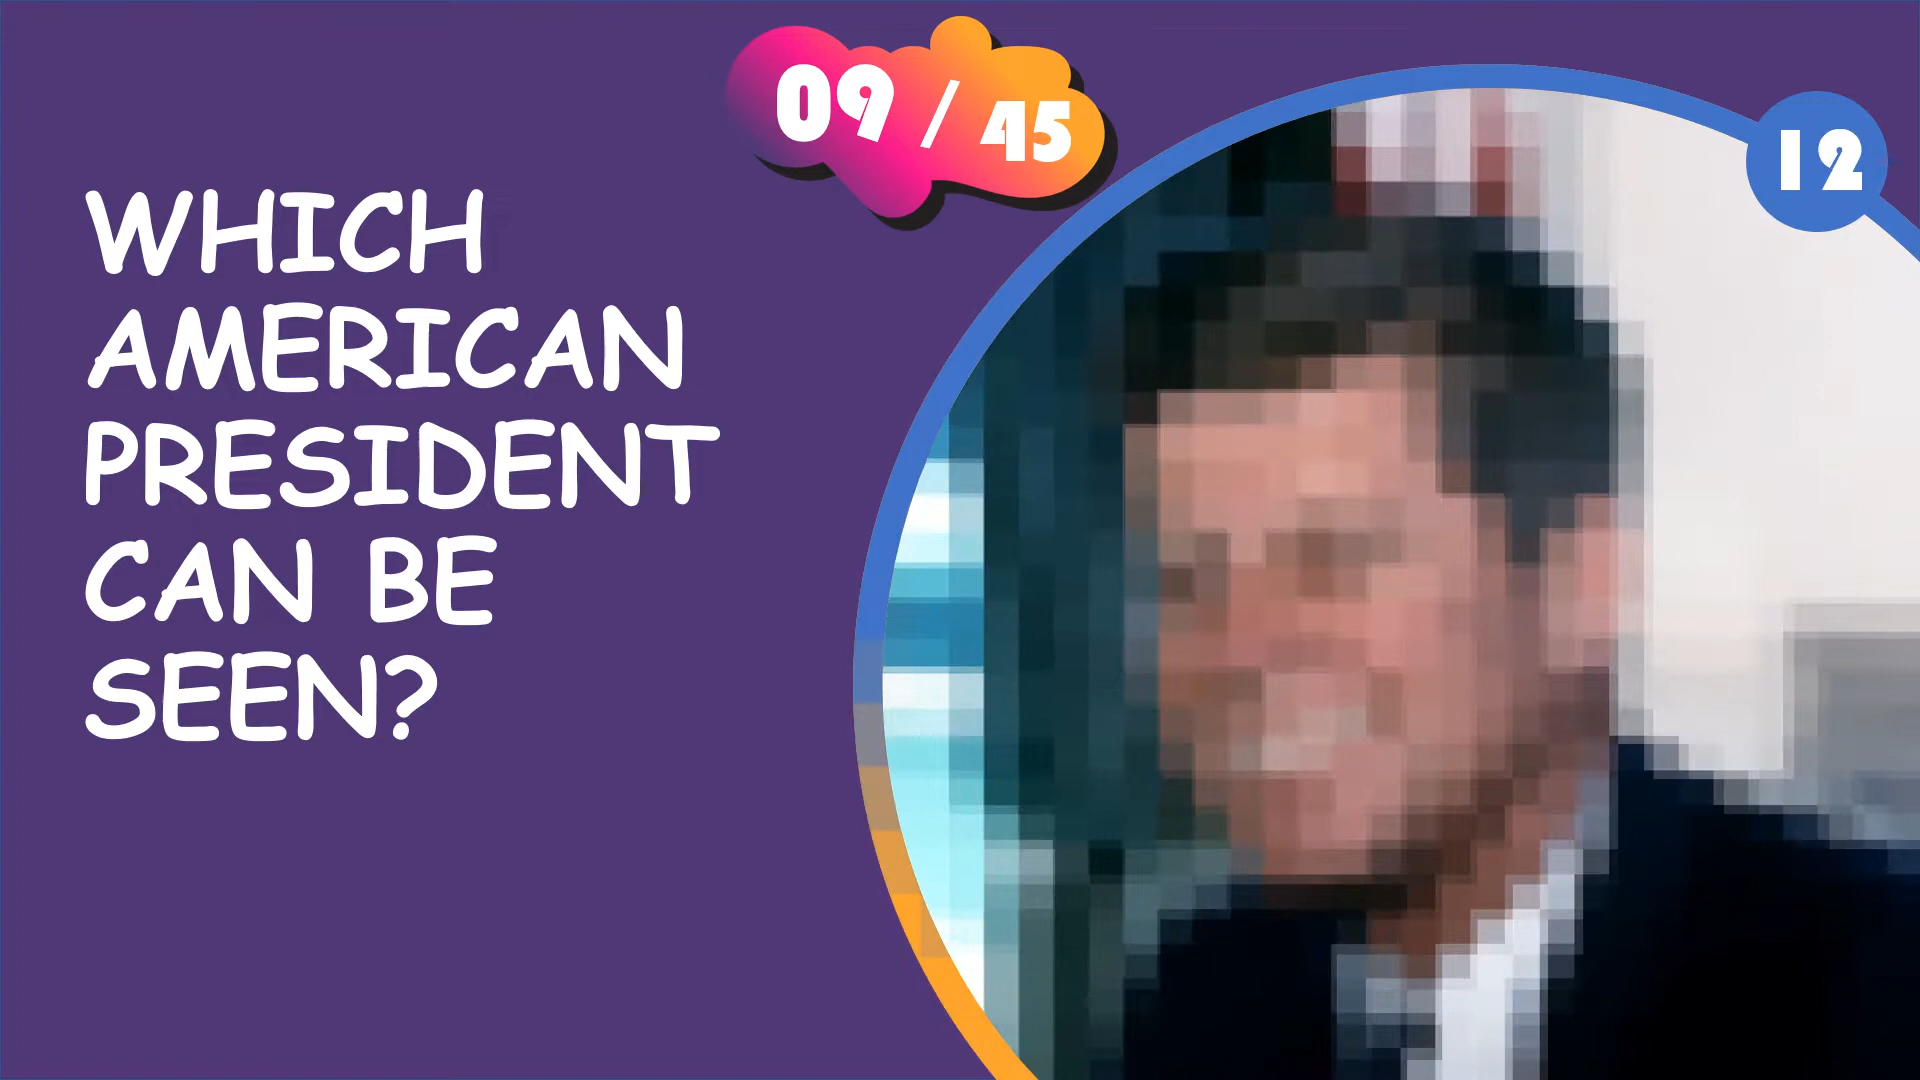 09 / 45
12
WHICH
AMERICAN
PRESIDENT
CAN BE
SEEN?